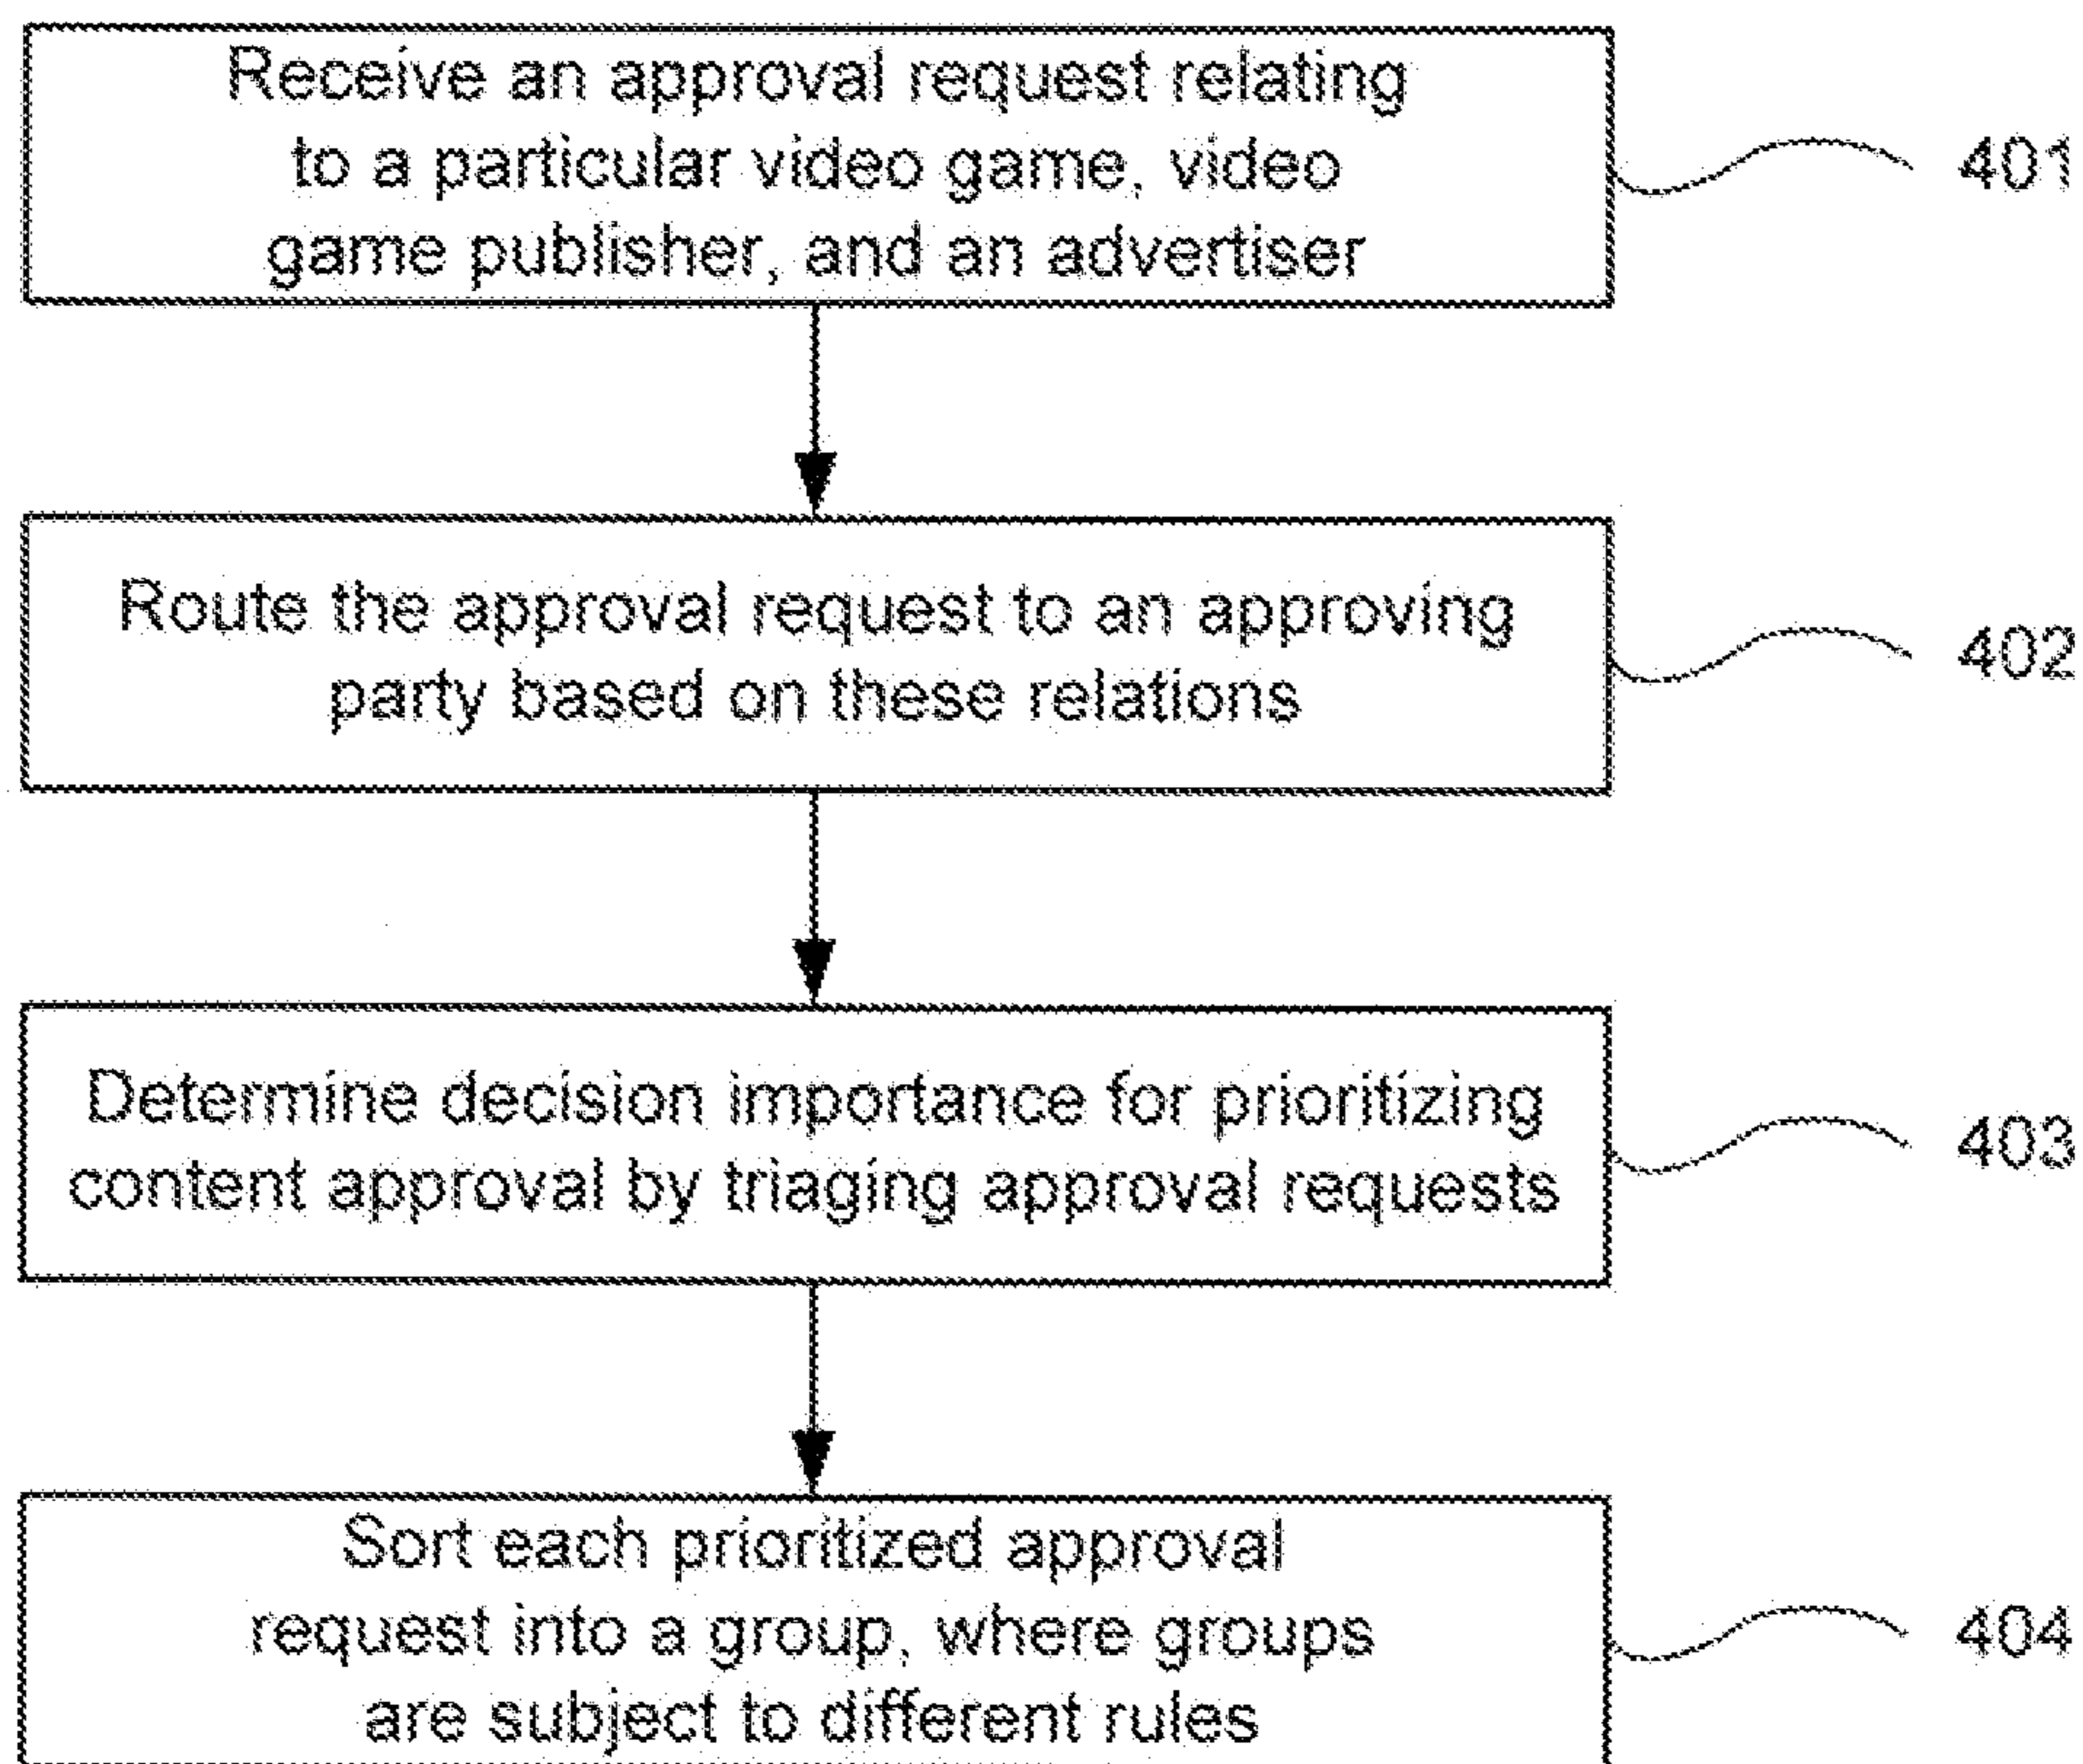 Receive an approval request relating
to a particular video game, video
game publisher, and an advertiser
401
Route the approval request to an approving
party based on these relations
402
Determine decision importance for prioritizing
content approval by triaging approval requests
403
Sort each prioritized approval
request into a group, where groups
are subject to different rules
404